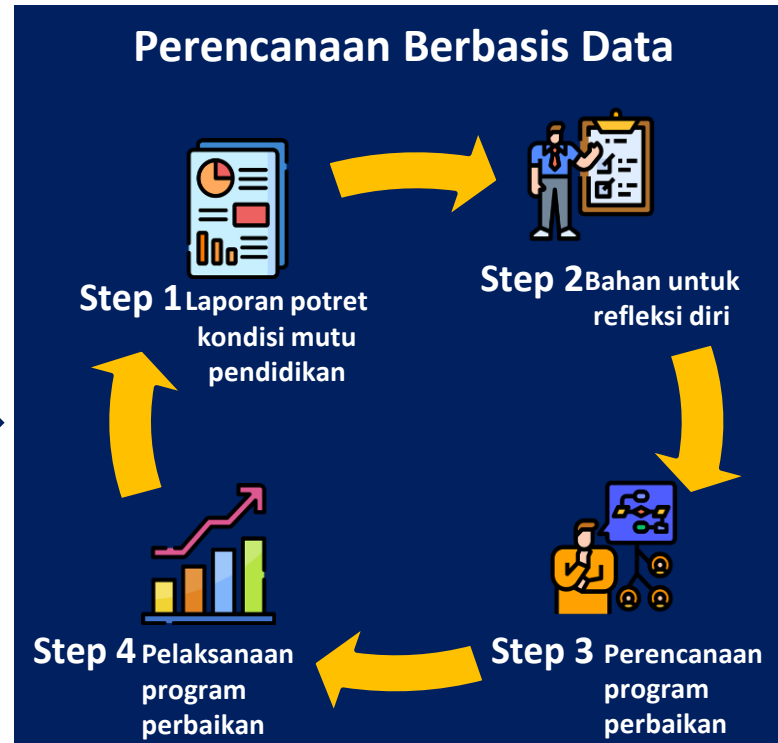 Perencanaan Berbasis Data
Step 1 Laporan potret
kondisi mutu
pendidikan
Step 2 Bahan untuk
refleksi diri
Step 3 Perencanaan
program
perbaikan
Step 4 Pelaksanaan
program
perbaikan